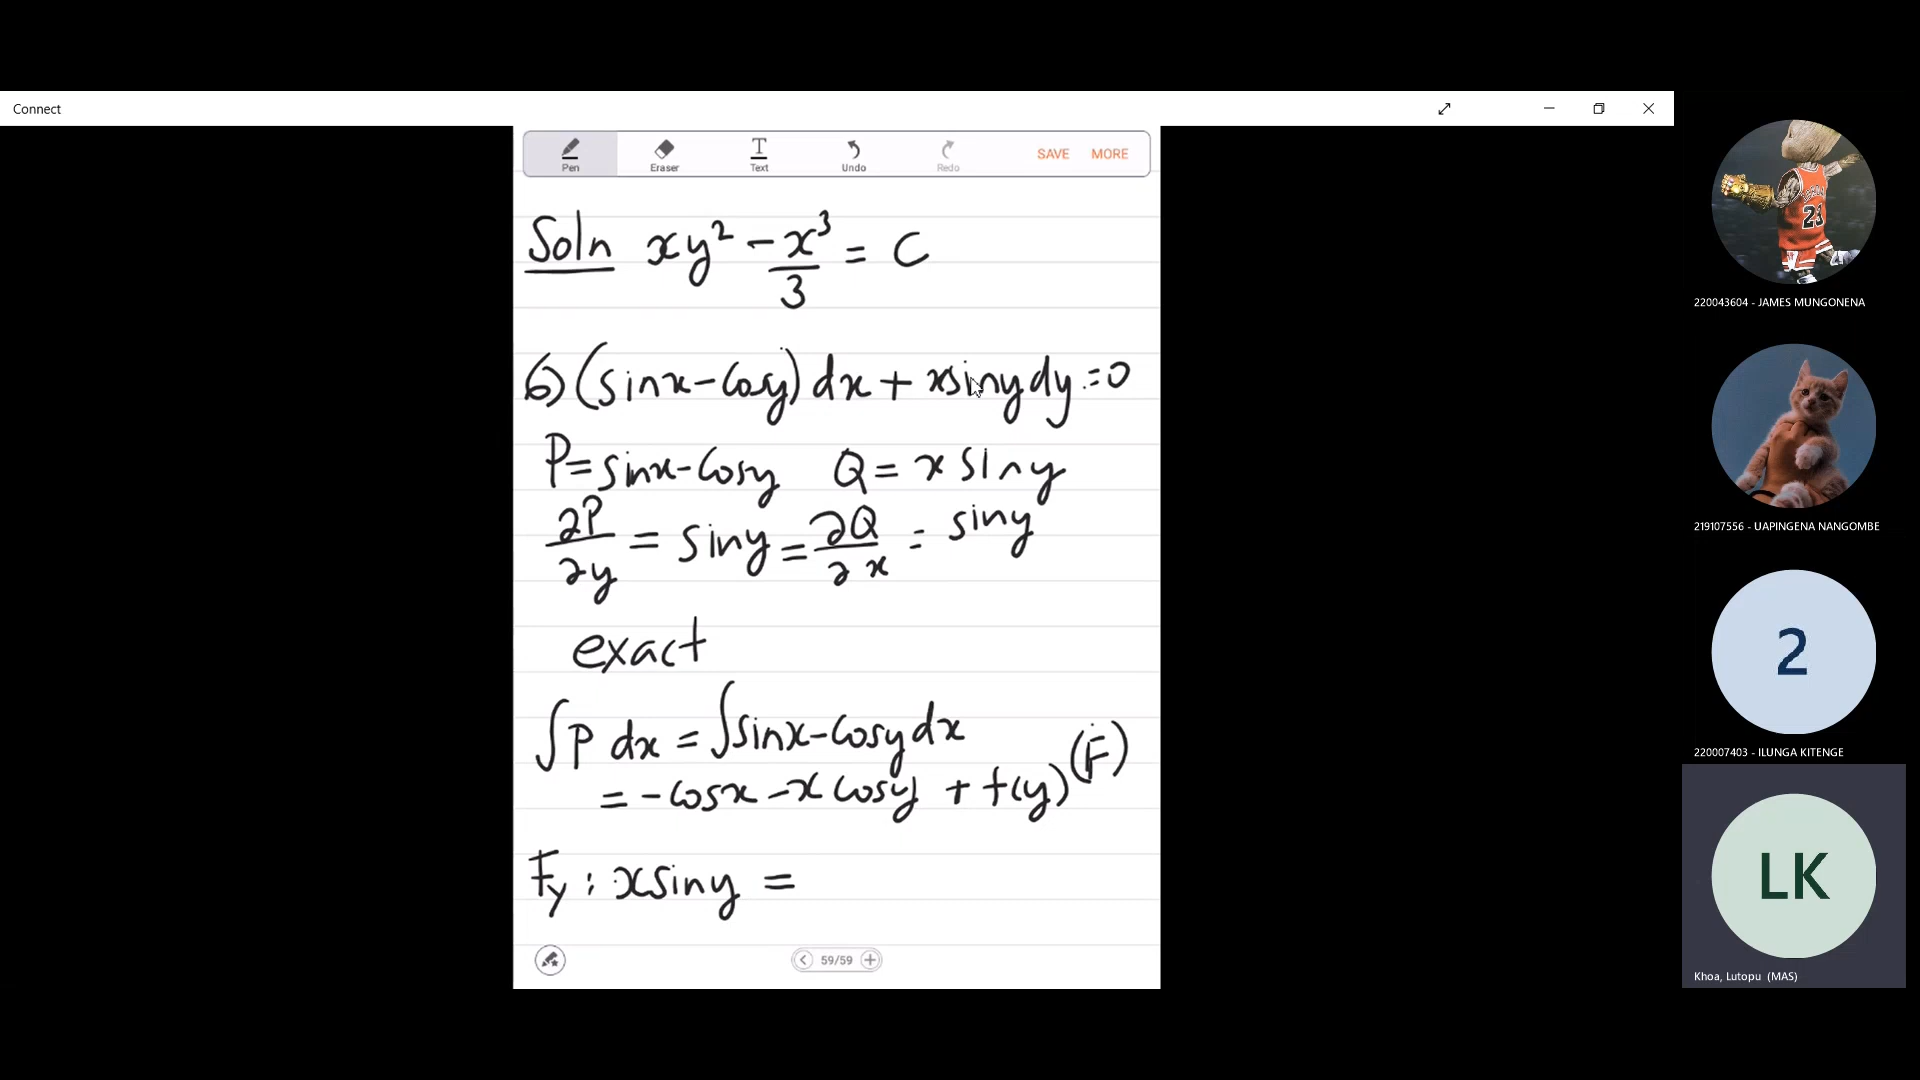 Connect
Pen Eraser Text Undo Redo SAVE MORE
Soln xy² - x³/3 = C
6) (sinx - cosy) dx + xsiny dy = 0
P = sinx - cosy Q = x siny
∂P/∂y = siny = ∂Q/∂x = siny
exact
∫P dx = ∫sinx - cosy dx
= -cosx - x cosy + f(y) (F)
Fy : xsiny =
59/59
23
220043604 - JAMES MUNGONENA
219107556 - UAPINGENA NANGOMBE
2
220007403 - ILUNGA KITENGE
LK
Khoa, Lutopu (MAS)